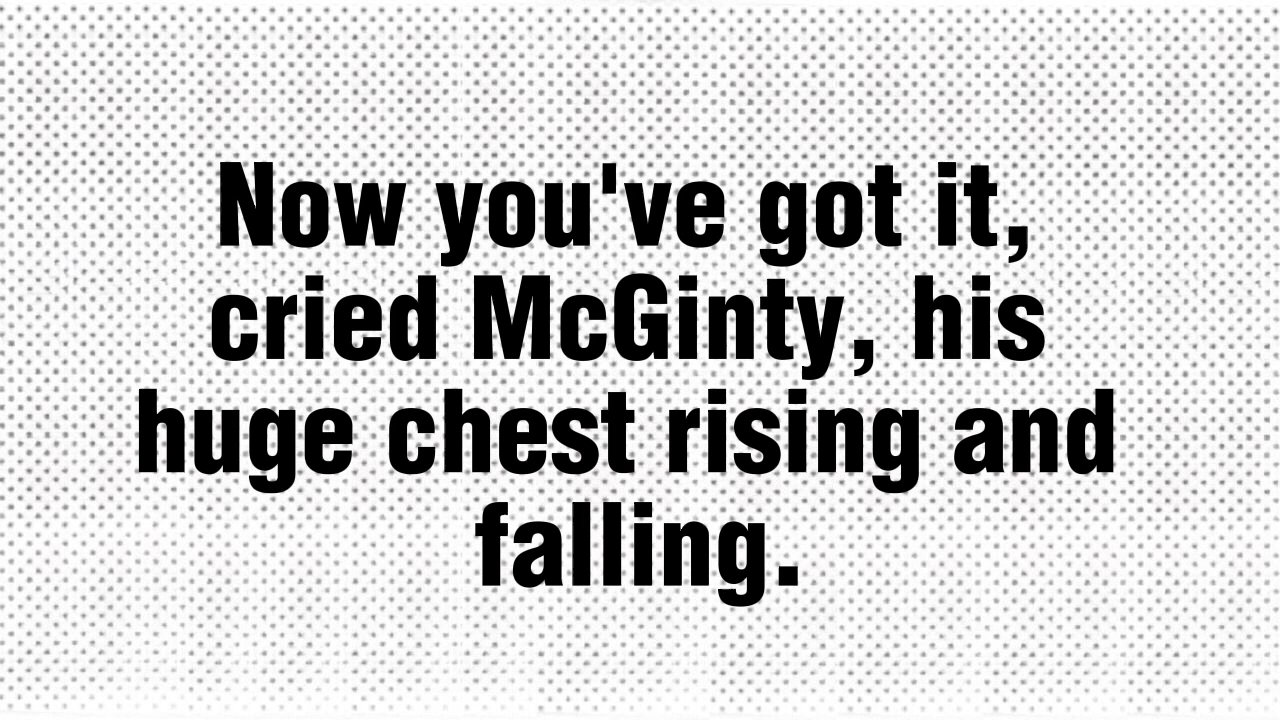 Now you've got it,
cried McGinty, his
huge chest rising and
falling.